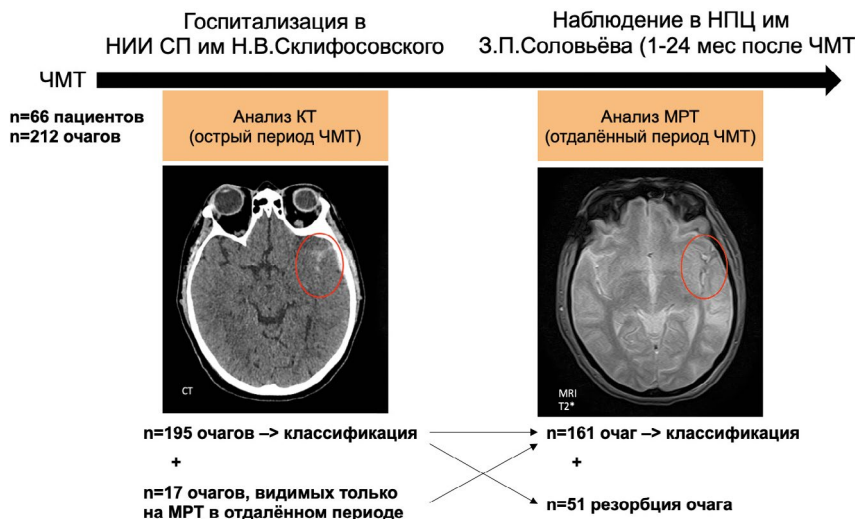 Госпитализация в
НИИ СП им Н.В.Склифосовского
Наблюдение в НПЦ им
З.П.Соловьёва (1-24 мес после ЧМТ
ЧМТ
n=66 пациентов
n=212 очагов
Анализ КТ
(острый период ЧМТ)
Анализ МРТ
(отдалённый период ЧМТ)
CT
MRI
T2*
n=195 очагов –> классификация
+
n=17 очагов, видимых только
на МРТ в отдалённом периоде
n=161 очаг –> классификация
+
n=51 резорбция очага